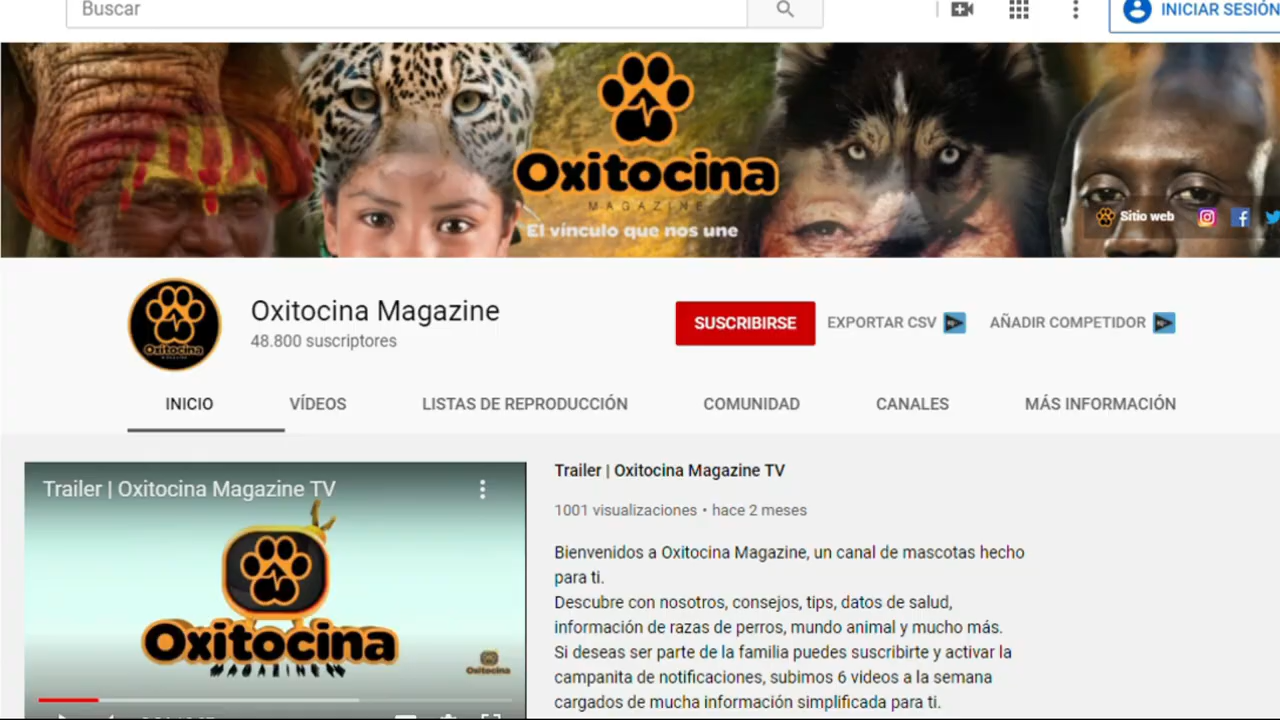 Buscar
INICIAR SESIÓN
Oxitocina
MAGAZINE
El vínculo que nos une
Sitio web
Oxitocina
MAGAZINE
Oxitocina Magazine
48.800 suscriptores
SUSCRIBIRSE
EXPORTAR CSV
AÑADIR COMPETIDOR
INICIO
VÍDEOS
LISTAS DE REPRODUCCIÓN
COMUNIDAD
CANALES
MÁS INFORMACIÓN
Trailer | Oxitocina Magazine TV
Oxitocina
Oxitocina
Trailer | Oxitocina Magazine TV
1001 visualizaciones • hace 2 meses
Bienvenidos a Oxitocina Magazine, un canal de mascotas hecho
para ti.
Descubre con nosotros, consejos, tips, datos de salud,
información de razas de perros, mundo animal y mucho más.
Si deseas ser parte de la familia puedes suscribirte y activar la
campanita de notificaciones, subimos 6 videos a la semana
cargados de mucha información simplificada para ti.